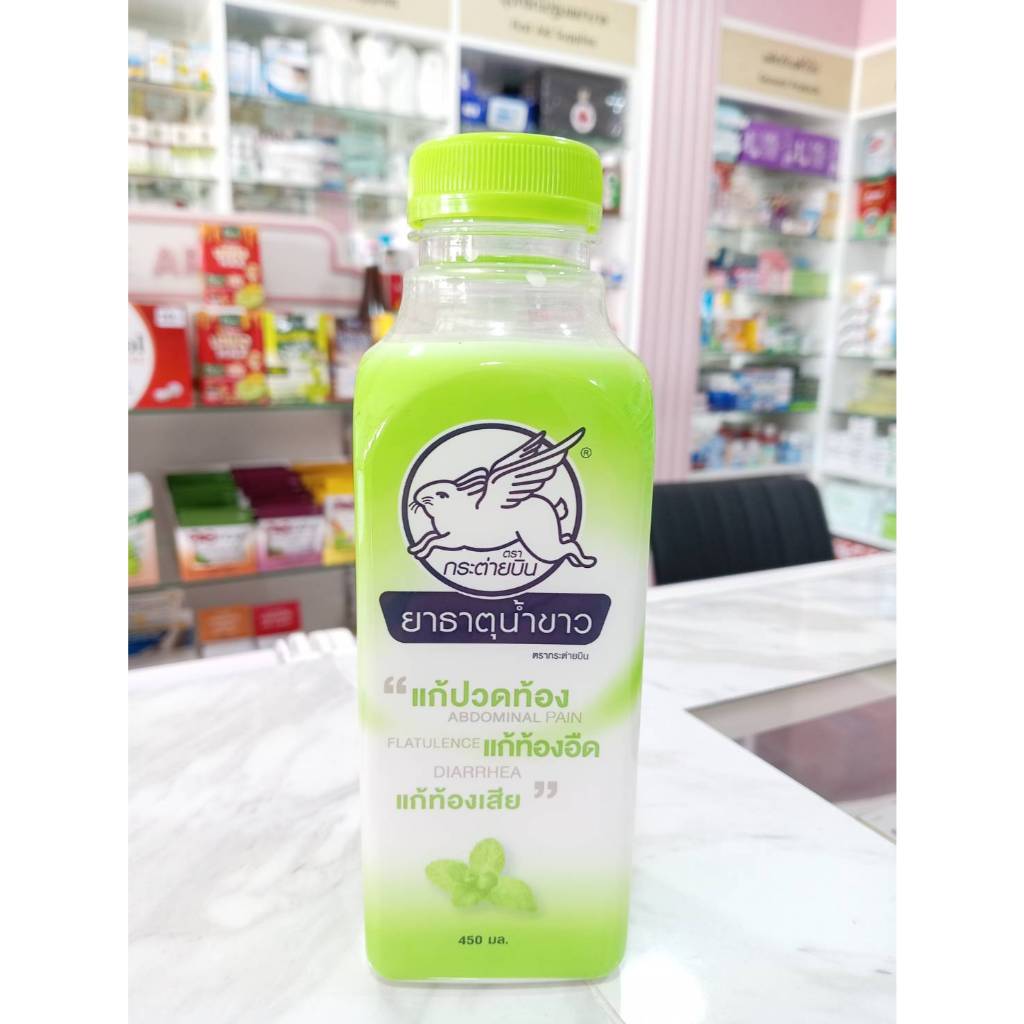 ®
ตรา
กระต่ายบิน
ยาธาตุน้ำขาว
ตรากระต่ายบิน
“ แก้ปวดท้อง
ABDOMINAL PAIN
FLATULENCE แก้ท้องอืด
DIARRHEA
แก้ท้องเสีย ”
450 มล.